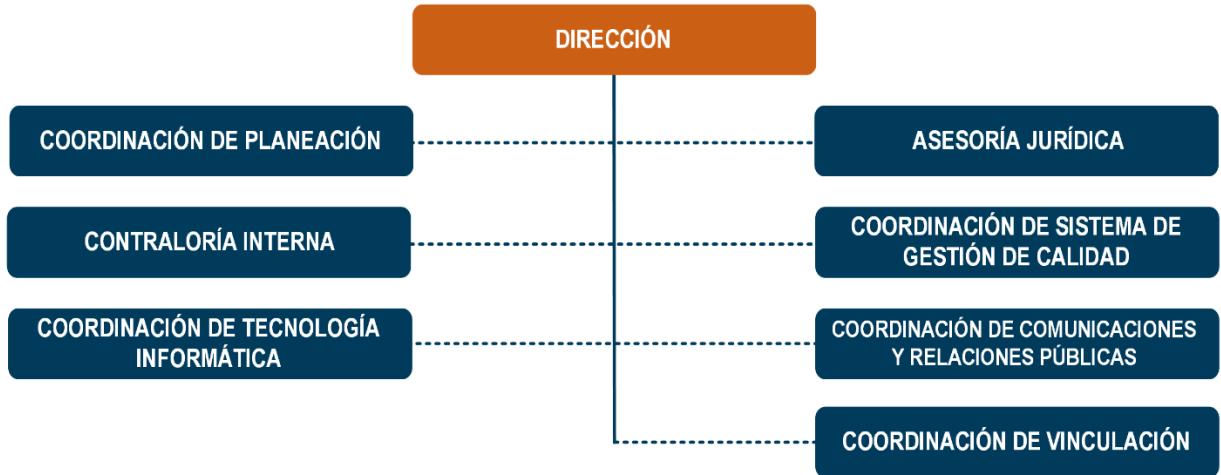 DIRECCIÓN
COORDINACIÓN DE PLANEACIÓN
ASESORÍA JURÍDICA
CONTRALORÍA INTERNA
COORDINACIÓN DE SISTEMA DE
GESTIÓN DE CALIDAD
COORDINACIÓN DE TECNOLOGÍA
INFORMÁTICA
COORDINACIÓN DE COMUNICACIONES
Y RELACIONES PÚBLICAS
COORDINACIÓN DE VINCULACIÓN